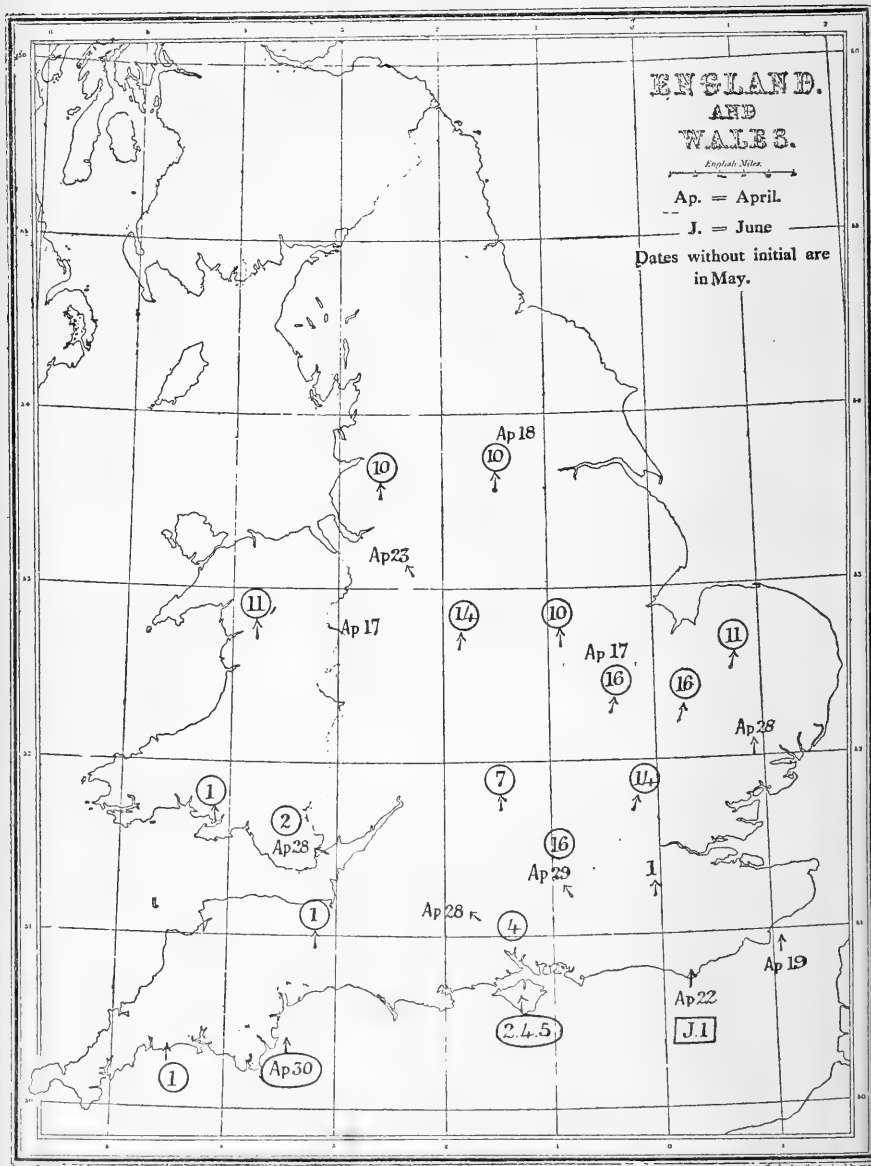 ENGLAND.
AND
WALES.
English Miles.
Ap. = April.
J. = June
Dates without initial are
in May.
Ap 18
10
10
Ap 23
11
Ap 17
14
10
Ap 17
11
16
16
Ap 28
1
7
14
2
Ap 28
16
Ap 29
1
1
Ap 28
4
Ap 19
Ap 22
2.4.5
J.1
Ap 30
1